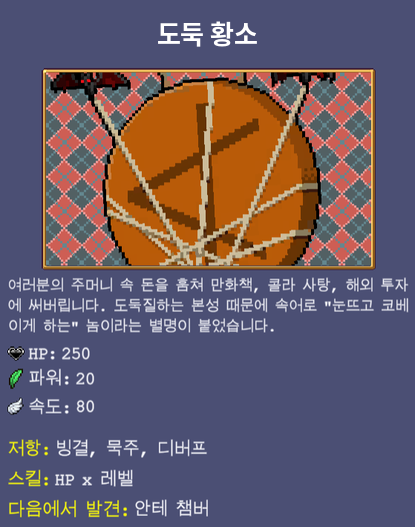 도둑 황소
여러분의 주머니 속 돈을 훔쳐 만화책, 콜라 사탕, 해외 투자
에 써버립니다. 도둑질하는 본성 때문에 속어로 "눈뜨고 코베
이게 하는" 놈이라는 별명이 붙었습니다.
HP: 250
파워: 20
속도: 80
저항: 빙결, 묵주, 디버프
스킬: HP x 레벨
다음에서 발견: 안테 챔버